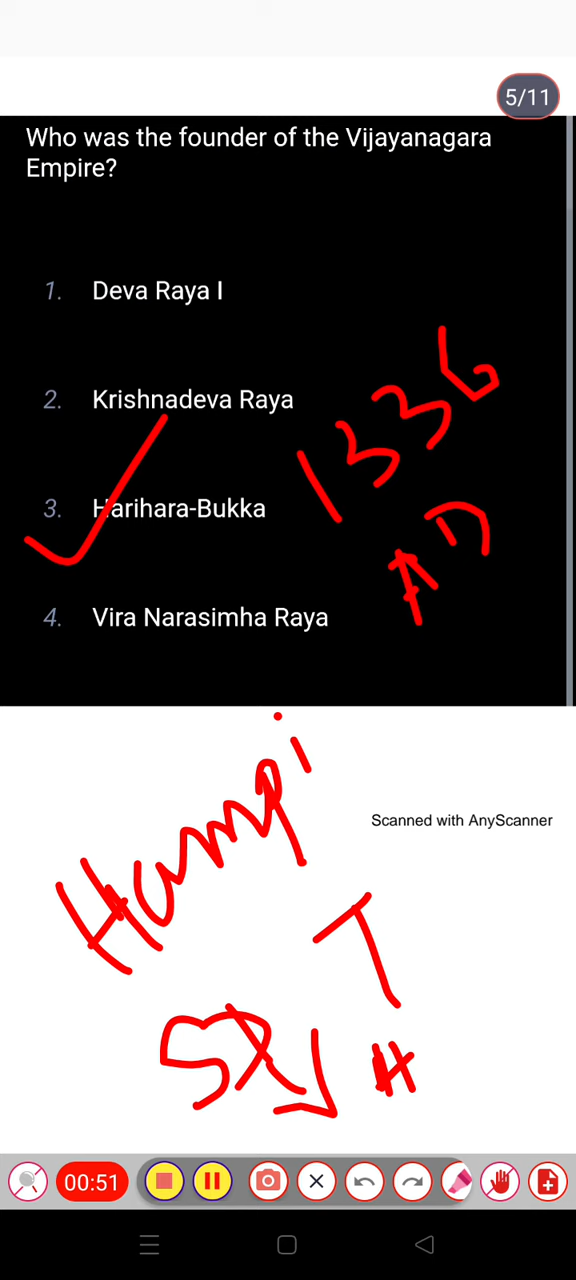 5/11
Who was the founder of the Vijayanagara
Empire?
1. Deva Raya I
2. Krishnadeva Raya
3. Harihara-Bukka
4. Vira Narasimha Raya
1336
AD
Hampi
Scanned with AnyScanner
T
00:51